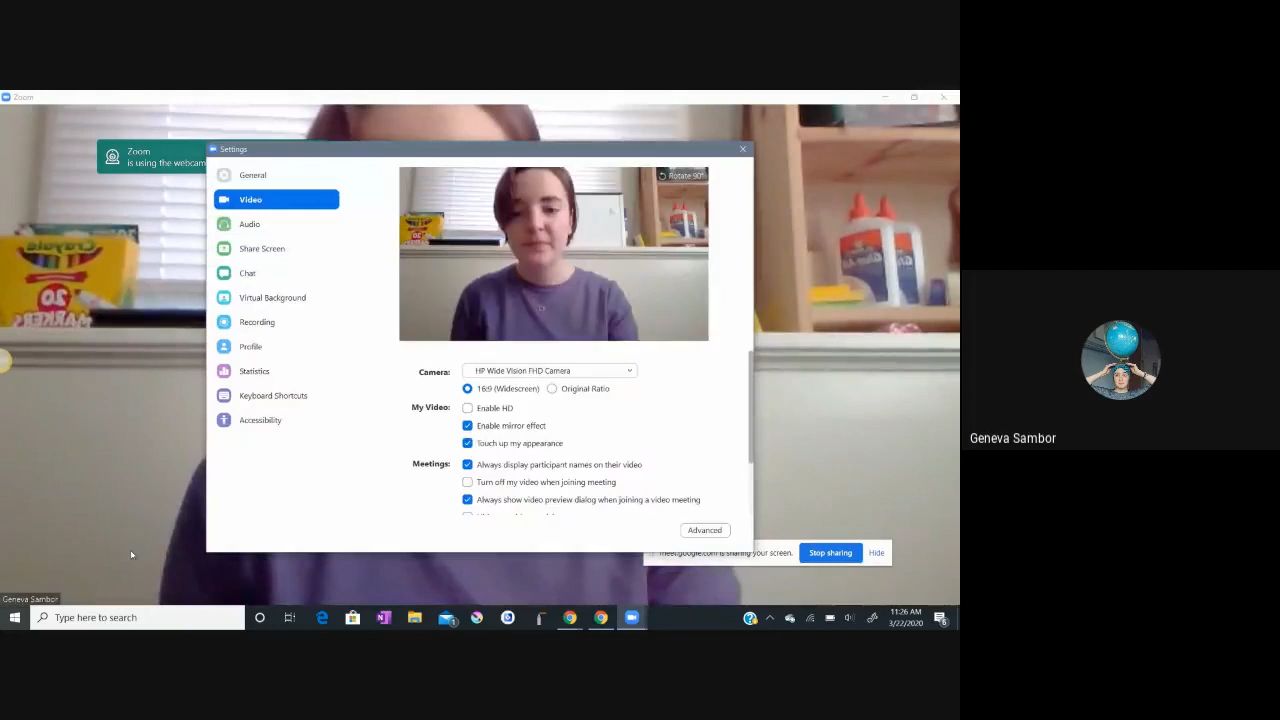 Zoom
Zoom
is using the webcam
Settings
General
Video
Audio
Share Screen
Chat
Virtual Background
Recording
Profile
Statistics
Keyboard Shortcuts
Accessibility
Rotate 90°
Camera:
HP Wide Vision FHD Camera
16:9 (Widescreen)
Original Ratio
My Video:
Enable HD
Enable mirror effect
Touch up my appearance
Meetings:
Always display participant names on their video
Turn off my video when joining meeting
Always show video preview dialog when joining a video meeting
Advanced
meet.google.com is sharing your screen.
Stop sharing
Hide
Crayola
20
MARKERS
Geneva Sambor
Type here to search
11:26 AM
3/22/2020
Geneva Sambor